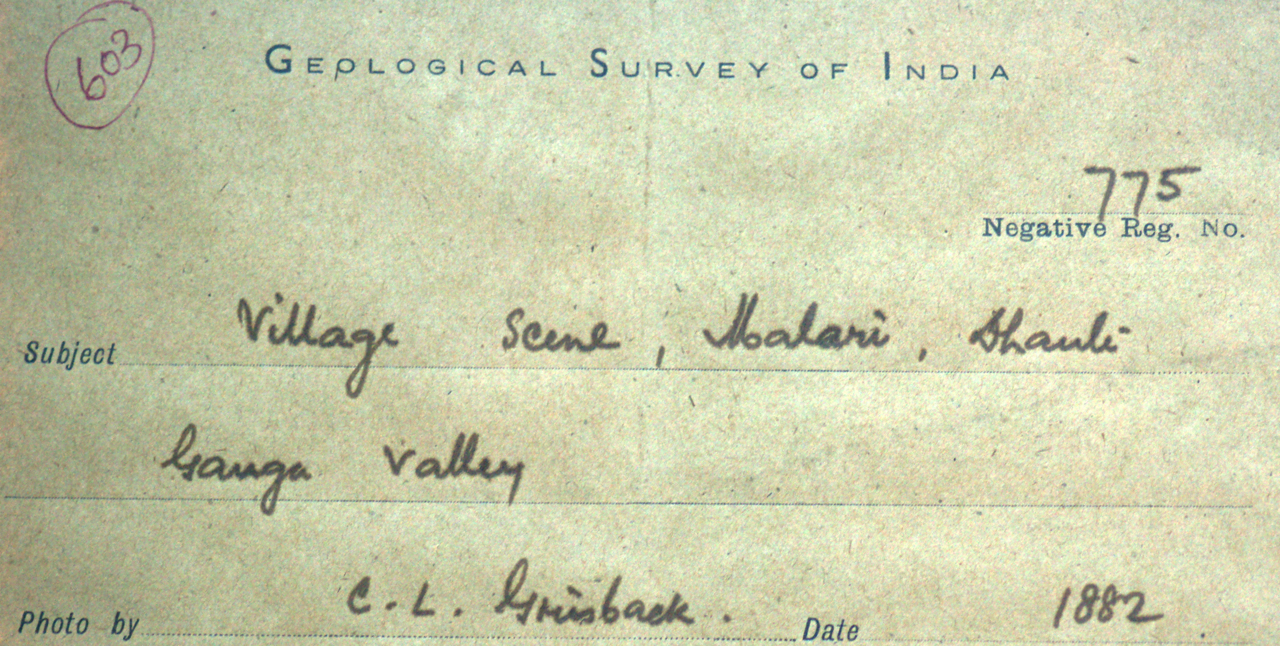 603
GEOLOGICAL SURVEY OF INDIA
775
Negative Reg. No.
Subject Village Scene, Malari, Dhauli
Ganga Valley
Photo by C. L. Griesback. Date 1882